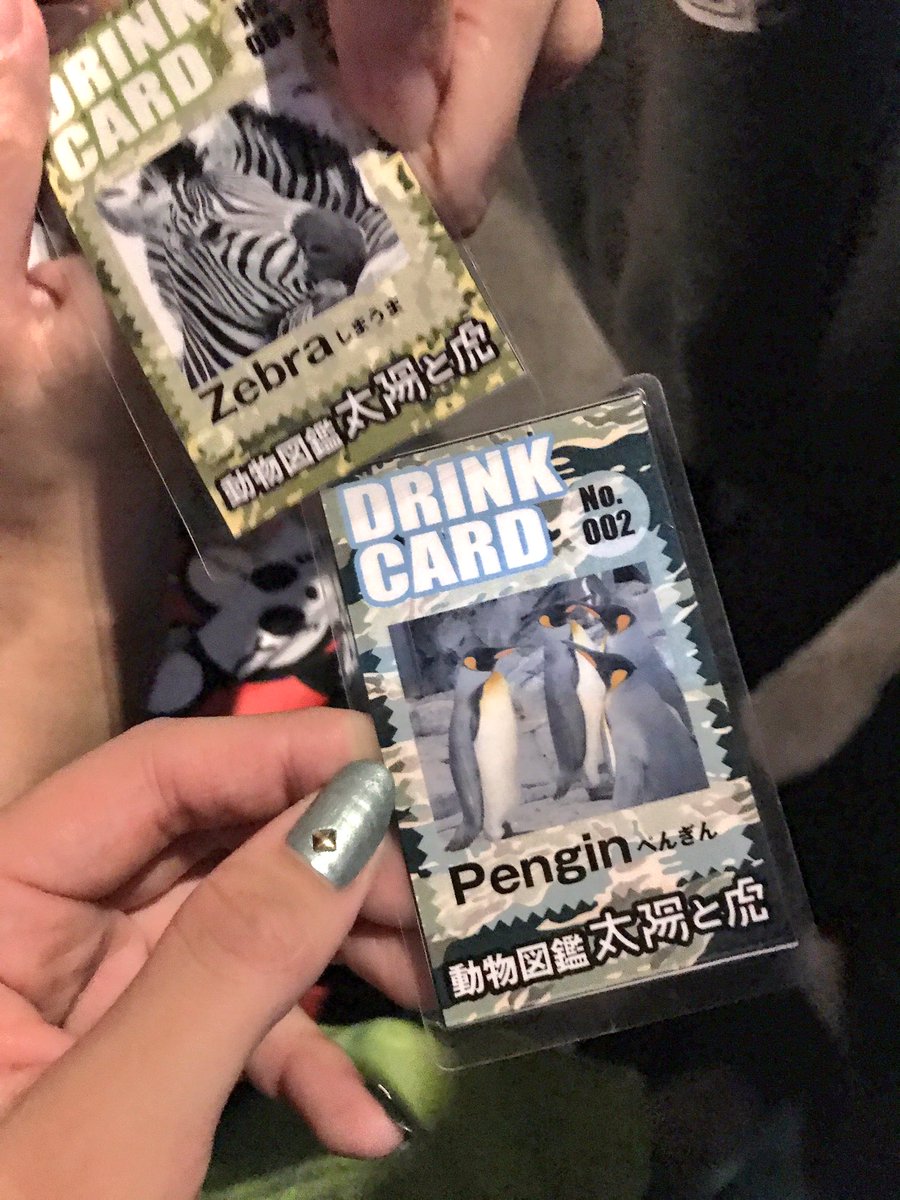 DRINK
CARD
No.
Zebra しまうま
動物図鑑 太陽と虎
DRINK
CARD
No.
002
Pengin ぺんぎん
動物図鑑 太陽と虎